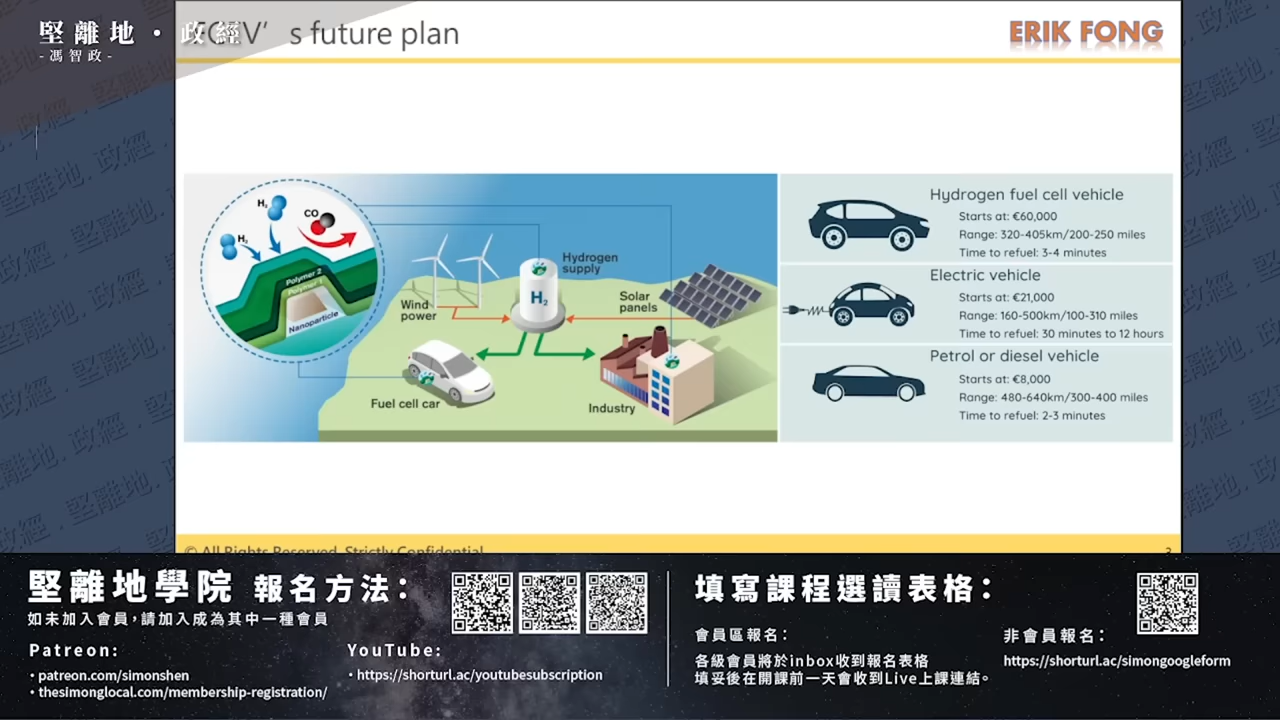 堅離地·政經
-馮智政-
FCEV's future plan
ERIK FONG
H₂
CO
H₂
Polymer 2
Polymer 1
Nanoparticle
Wind
power
Hydrogen
supply
H₂
Solar
panels
Fuel cell car
Industry
Hydrogen fuel cell vehicle
Starts at: €60,000
Range: 320-405km/200-250 miles
Time to refuel: 3-4 minutes
Electric vehicle
Starts at: €21,000
Range: 160-500km/100-310 miles
Time to refuel: 30 minutes to 12 hours
Petrol or diesel vehicle
Starts at: €8,000
Range: 480-640km/300-400 miles
Time to refuel: 2-3 minutes
© All Rights Reserved. Strictly Confidential
3
堅離地學院 報名方法：
如未加入會員，請加入成為其中一種會員
Patreon:
• patreon.com/simonshen
• thesimonglocal.com/membership-registration/
YouTube:
• https://shorturl.ac/youtubesubscription
填寫課程選讀表格：
會員區報名：
各級會員將於inbox收到報名表格
填妥後在開課前一天會收到Live上課連結。
非會員報名：
https://shorturl.ac/simongoogleform